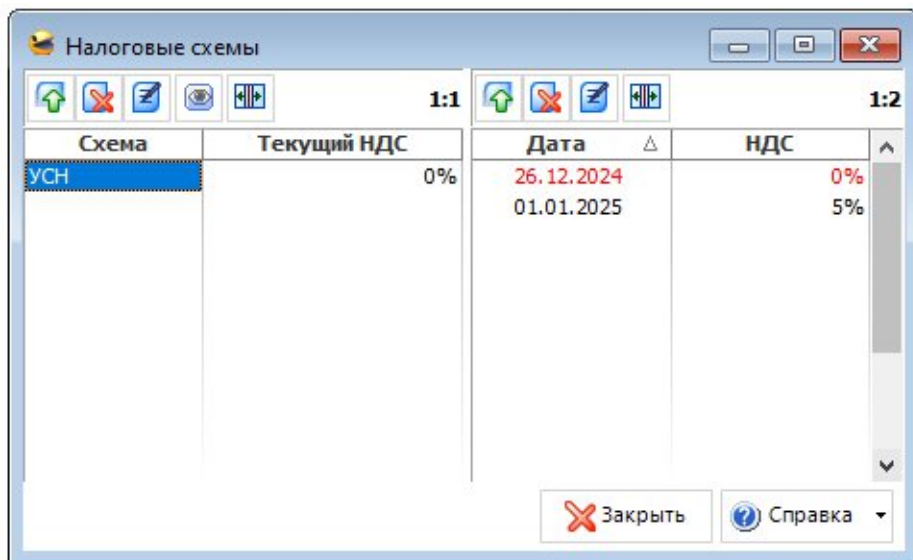 Налоговые схемы
1:1 1:2
Схема Текущий НДС Дата НДС
УСН 0% 26.12.2024 0%
01.01.2025 5%
Закрыть Справка